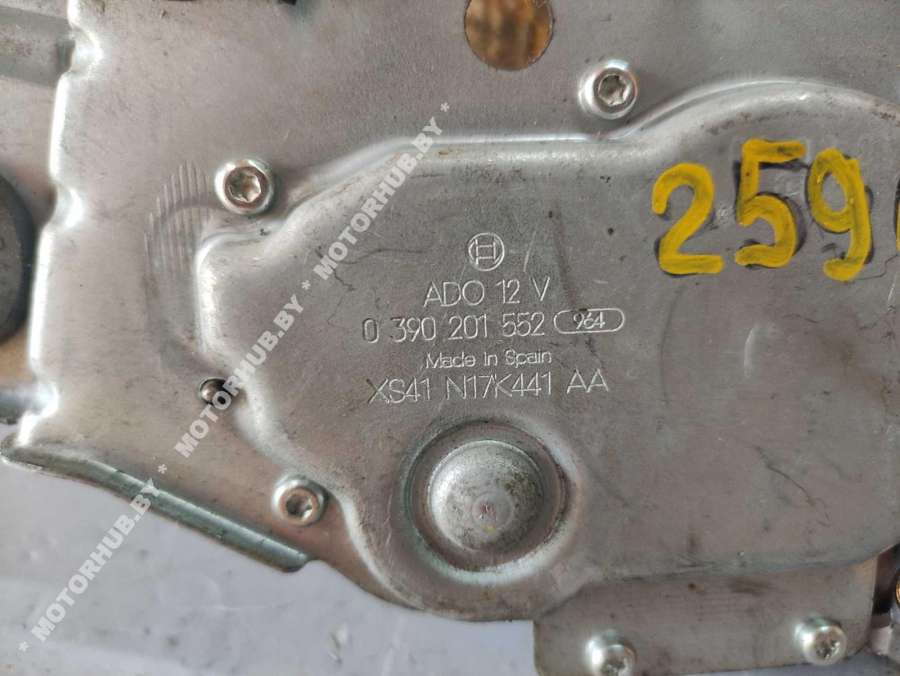 259
ADO 12 V
0 390 201 552 964
Made in Spain
XS41 N17K441 AA
* MOTORHUB.BY * MOTORHUB.BY * MOTORHUB.BY *